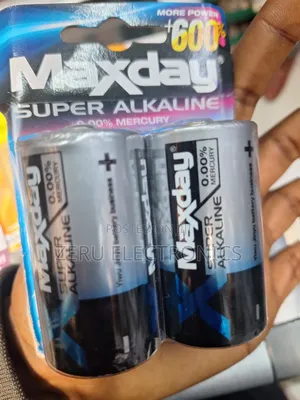 MORE POWER
+600%
Maxday
SUPER ALKALINE
0.00% MERCURY
Maxday
SUPER
ALKALINE
0.00%
MERCURY
+
Maxday
SUPER
ALKALINE
0.00%
MERCURY
+
ZERU ELECTRONICS